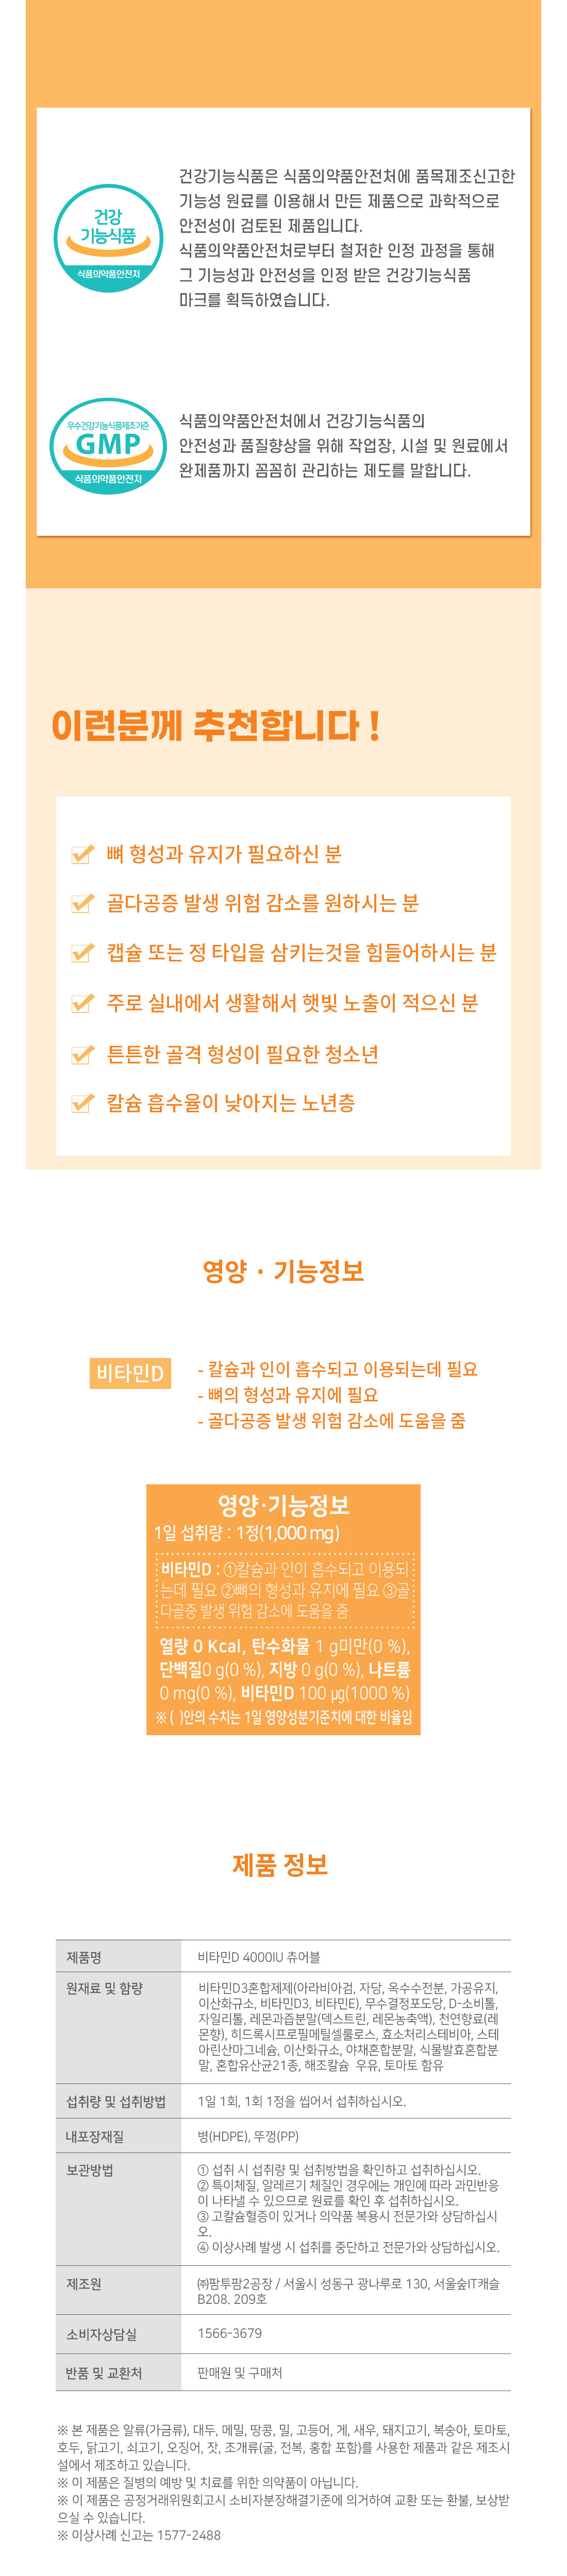 건강
기능식품
식품의약품안전처
건강기능식품은 식품의약품안전처에 품목제조신고한
기능성 원료를 이용해서 만든 제품으로 과학적으로
안전성이 검토된 제품입니다.
식품의약품안전처로부터 철저한 인정 과정을 통해
그 기능성과 안전성을 인정 받은 건강기능식품
마크를 획득하였습니다.
우수건강기능식품제조기준
GMP
식품의약품안전처
식품의약품안전처에서 건강기능식품의
안전성과 품질향상을 위해 작업장, 시설 및 원료에서
완제품까지 꼼꼼히 관리하는 제도를 말합니다.
이런분께 추천합니다 !
뼈 형성과 유지가 필요하신 분
골다공증 발생 위험 감소를 원하시는 분
캡슐 또는 정 타입을 삼키는것을 힘들어하시는 분
주로 실내에서 생활해서 햇빛 노출이 적으신 분
튼튼한 골격 형성이 필요한 청소년
칼슘 흡수율이 낮아지는 노년층
영양 · 기능정보
비타민D
- 칼슘과 인이 흡수되고 이용되는데 필요
- 뼈의 형성과 유지에 필요
- 골다공증 발생 위험 감소에 도움을 줌
영양·기능정보
1일 섭취량 : 1정(1,000 mg)
비타민D : ①칼슘과 인이 흡수되고 이용되
는데 필요 ②뼈의 형성과 유지에 필요 ③골
다골증 발생 위험 감소에 도움을 줌
열량 0 Kcal, 탄수화물 1 g미만(0 %),
단백질0 g(0 %), 지방 0 g(0 %), 나트륨
0 mg(0 %), 비타민D 100 µg(1000 %)
※ ( )안의 수치는 1일 영양성분기준치에 대한 비율임
제품 정보
제품명
비타민D 4000IU 츄어블
원재료 및 함량
비타민D3혼합제제(아라비아검, 자당, 옥수수전분, 가공유지,
이산화규소, 비타민D3, 비타민E), 무수결정포도당, D-소비톨,
자일리톨, 레몬과즙분말(덱스트린, 레몬농축액), 천연향료(레
몬향), 히드록시프로필메틸셀룰로스, 효소처리스테비아, 스테
아린산마그네슘, 이산화규소, 야채혼합분말, 식물발효혼합분
말, 혼합유산균21종, 해조칼슘 우유, 토마토 함유
섭취량 및 섭취방법
1일 1회, 1회 1정을 씹어서 섭취하십시오.
내포장재질
병(HDPE), 뚜껑(PP)
보관방법
① 섭취 시 섭취량 및 섭취방법을 확인하고 섭취하십시오.
② 특이체질, 알레르기 체질인 경우에는 개인에 따라 과민반응
이 나타낼 수 있으므로 원료를 확인 후 섭취하십시오.
③ 고칼슘혈증이 있거나 의약품 복용시 전문가와 상담하십시
오.
④ 이상사례 발생 시 섭취를 중단하고 전문가와 상담하십시오.
제조원
㈜팜투팜2공장 / 서울시 성동구 광나루로 130, 서울숲IT캐슬
B208. 209호
소비자상담실
1566-3679
반품 및 교환처
판매원 및 구매처
※ 본 제품은 알류(가금류), 대두, 메밀, 땅콩, 밀, 고등어, 게, 새우, 돼지고기, 복숭아, 토마토,
호두, 닭고기, 쇠고기, 오징어, 잣, 조개류(굴, 전복, 홍합 포함)를 사용한 제품과 같은 제조시
설에서 제조하고 있습니다.
※ 이 제품은 질병의 예방 및 치료를 위한 의약품이 아닙니다.
※ 이 제품은 공정거래위원회고시 소비자분장해결기준에 의거하여 교환 또는 환불, 보상받
으실 수 있습니다.
※ 이상사례 신고는 1577-2488